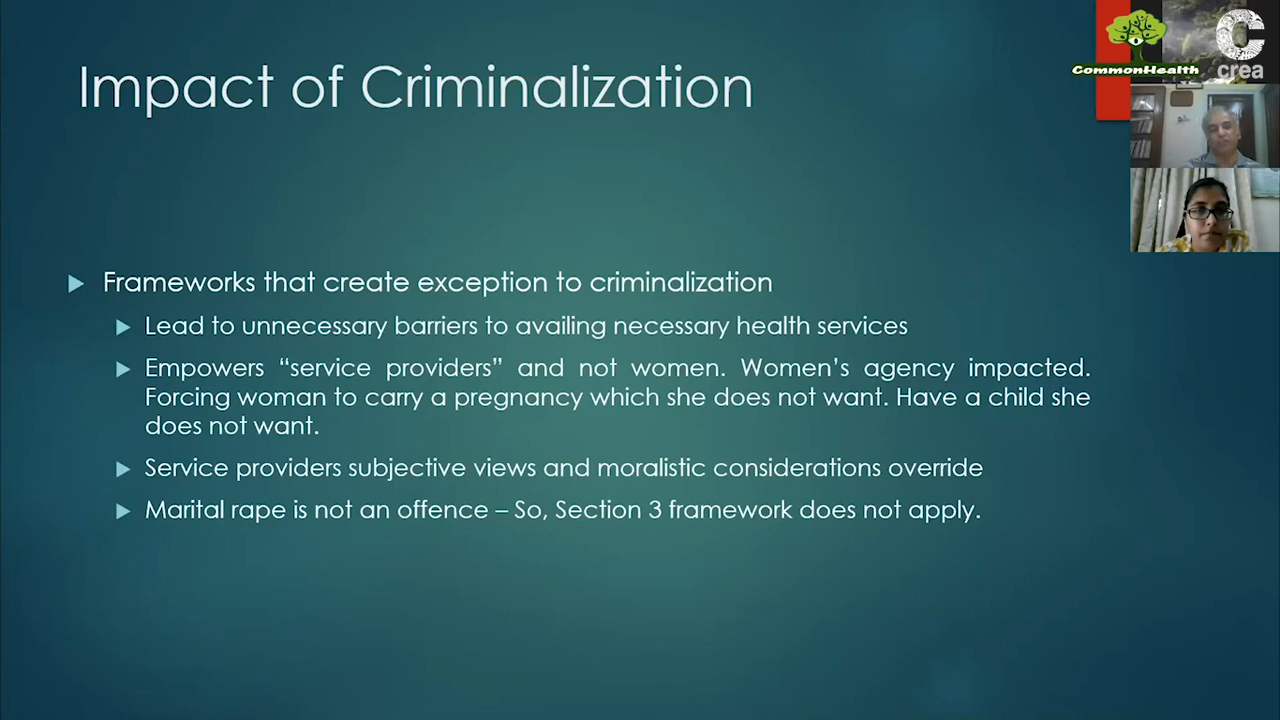 Impact of Criminalization
CommonHealth
crea
Frameworks that create exception to criminalization
Lead to unnecessary barriers to availing necessary health services
Empowers “service providers” and not women. Women’s agency impacted.
Forcing woman to carry a pregnancy which she does not want. Have a child she
does not want.
Service providers subjective views and moralistic considerations override
Marital rape is not an offence – So, Section 3 framework does not apply.